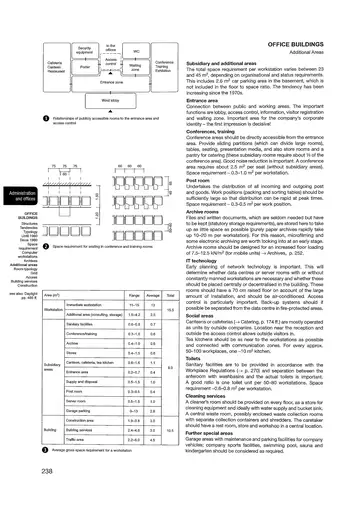 OFFICE BUILDINGS
Additional Areas
Security equipment
In the office
WC
Cafeteria
Canteen
Restaurant
Porter
Access control
Waiting zone
Conference
Training
Exhibition
Entrance zone
Wind lobby
Relationships of building accessible rooms to the entrance area and
access control
Administration
and offices
OFFICE
BUILDINGS
Structures
Tendencies
Typology
until 1980
Since 1980
Space
requirement
Computer
workstations
Archives
Additional areas
Room typology
Grid
Access
Building services
Construction
see also: Daylight
pp. 488 ff.
Space requirement for seating in conference and training rooms
Area (m²) Range Average Total
Workstation
Immediate workstation
Area additional (including storage)
Subsidiary areas
Sanitary facilities
Conference/training
Archive
Stores
Canteens, cafeteria, tea kitchen
Entrance area
Supply and disposal
Post room
Server room
Garage parking
Building
Construction area
Building services
Traffic area
Average gross space requirement for a workstation
Subsidiary and additional areas
The total space requirement per workstation varies between 23
and 45 m², depending on organisational and status requirements.
This includes 2.6 m² car parking area in the basement, which is
not included in the floor to space ratio. The tendency has been
increasing since the 1970s.
Entrance area
Connection between public and working areas. The important
functions are lobby, access control, information, visitor registration
and waiting zone. Important area for the company's corporate
identity – the first impression is decisive!
Conferences, training
Conference areas should be directly accessible from the entrance
area. Provide sliding partitions (which can divide large rooms),
tables, seating, presentation media, and also store rooms and a
pantry for catering (these subsidiary rooms require about ¼ of the
conference area). Good noise reduction is important. A conference
area requires about 2.5 m² per seat (without subsidiary areas).
Space requirement – 0.3–1.0 m² per workstation.
Post room
Undertakes the distribution of all incoming and outgoing post
and goods. Work positions (packing and sorting tables) should be
sufficiently large so that distribution can be rapid at peak times.
Space requirement – 0.3–0.5 m² per work position.
Archive rooms
Files and written documents, which are seldom needed but have
to be kept (statutory storage requirements), are stored here to take
up as little space as possible (purely paper archives rapidly take
up 10–20 m per workstation). For this reason, microfilming and
some electronic archiving are worth looking into at an early stage.
Archive rooms should be designed for an increased floor loading
of 7.5–12.5 kN/m² (for mobile units) → Archives, p. 252.
IT technology
Early planning of network technology is important. This will
determine whether data centres or server rooms with or without
constantly manned workstations are necessary and whether these
should be placed centrally or decentralised in the building. These
rooms should have a 70 cm raised floor on account of the large
amount of installation, and should be air-conditioned. Access
control is particularly important. Back-up systems should if
possible be separated from the data centre in fire-protected areas.
Social areas
Canteens or cafeterias (→ Catering, p. 174 ff.) are mostly operated
as units by outside companies. Location near the reception and
outside the access control allows outside visitors in.
Tea kitchens should be as near to the workstations as possible
and connected with communication zones. For every approx.
50–100 workplaces, one ~10 m² kitchen.
Toilets
Sanitary facilities are to be provided in accordance with the
Workplace Regulations (→ p. 270) and separation between the
anteroom with washbasins and the actual toilets is important.
A good ratio is one toilet unit per 50–80 workstations. Space
requirement –0.6–0.8 m² per workstation.
Cleaning services
A cleaner's room should be provided on every floor, as a store for
cleaning equipment and ideally with water supply and bucket sink.
A central waste room, possibly enclosed waste collection rooms
with separate collection containers and shredders. The caretaker
should have a rest room, store and workshop in a central location.
Further special areas
Garage areas with maintenance and parking facilities for company
vehicles; company sports facilities, swimming pool, sauna and
kindergarten should be considered as required.
238